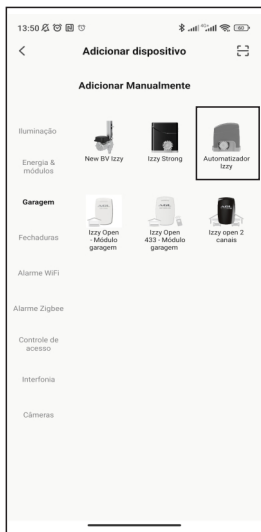 13:50
4G+
60
Adicionar dispositivo
Adicionar Manualmente
Iluminação
Energia &
módulos
Garagem
Fechaduras
Alarme WiFi
Alarme Zigbee
Controle de
acesso
Interfonia
Câmeras
New BV Izzy
Izzy Strong
Automatizador
Izzy
Izzy Open
- Módulo
garagem
Izzy Open
433 - Módulo
garagem
Izzy open 2
canais